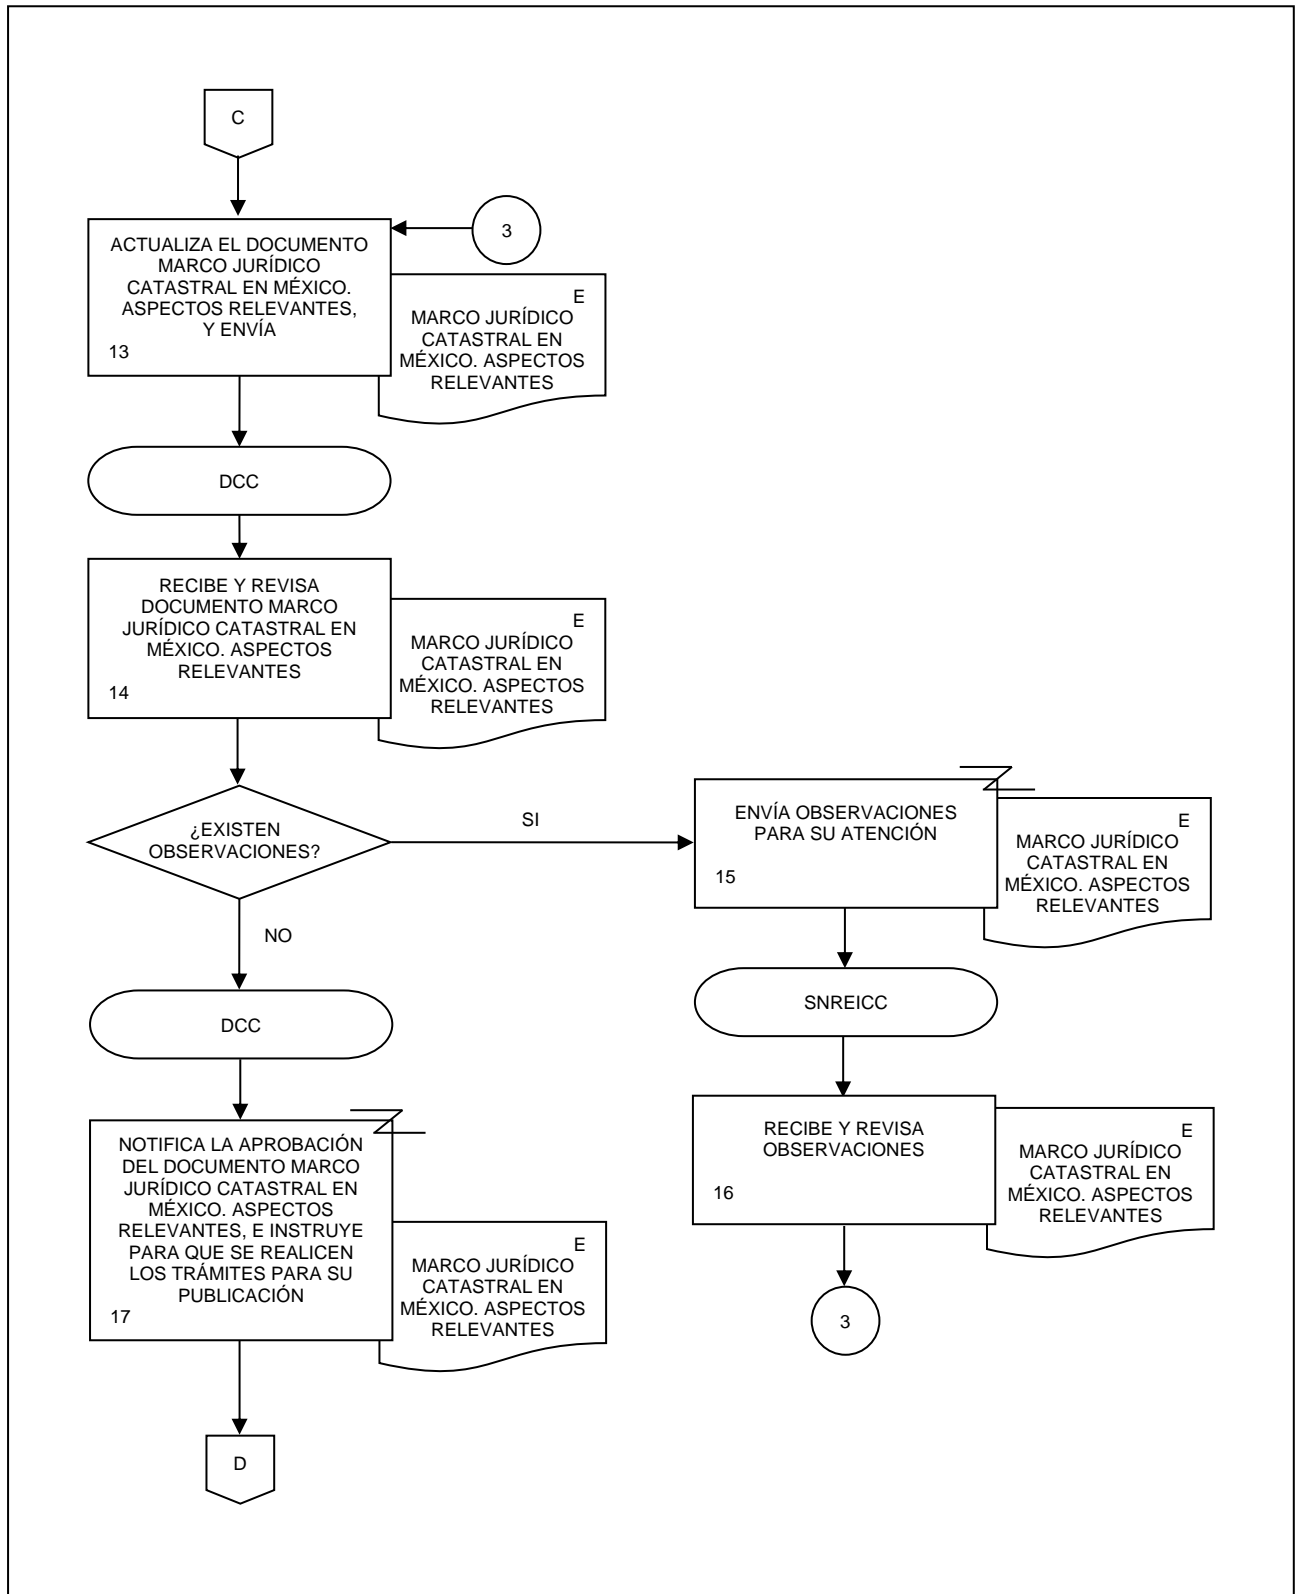 C
ACTUALIZA EL DOCUMENTO
MARCO JURÍDICO
CATASTRAL EN MÉXICO.
ASPECTOS RELEVANTES,
Y ENVÍA
13
3
E
MARCO JURÍDICO
CATASTRAL EN
MÉXICO. ASPECTOS
RELEVANTES
DCC
RECIBE Y REVISA
DOCUMENTO MARCO
JURÍDICO CATASTRAL EN
MÉXICO. ASPECTOS
RELEVANTES
14
E
MARCO JURÍDICO
CATASTRAL EN
MÉXICO. ASPECTOS
RELEVANTES
¿EXISTEN
OBSERVACIONES?
SI
ENVÍA OBSERVACIONES
PARA SU ATENCIÓN
15
E
MARCO JURÍDICO
CATASTRAL EN
MÉXICO. ASPECTOS
RELEVANTES
SNREICC
RECIBE Y REVISA
OBSERVACIONES
16
E
MARCO JURÍDICO
CATASTRAL EN
MÉXICO. ASPECTOS
RELEVANTES
3
NO
DCC
NOTIFICA LA APROBACIÓN
DEL DOCUMENTO MARCO
JURÍDICO CATASTRAL EN
MÉXICO. ASPECTOS
RELEVANTES, E INSTRUYE
PARA QUE SE REALICEN
LOS TRÁMITES PARA SU
PUBLICACIÓN
17
E
MARCO JURÍDICO
CATASTRAL EN
MÉXICO. ASPECTOS
RELEVANTES
D